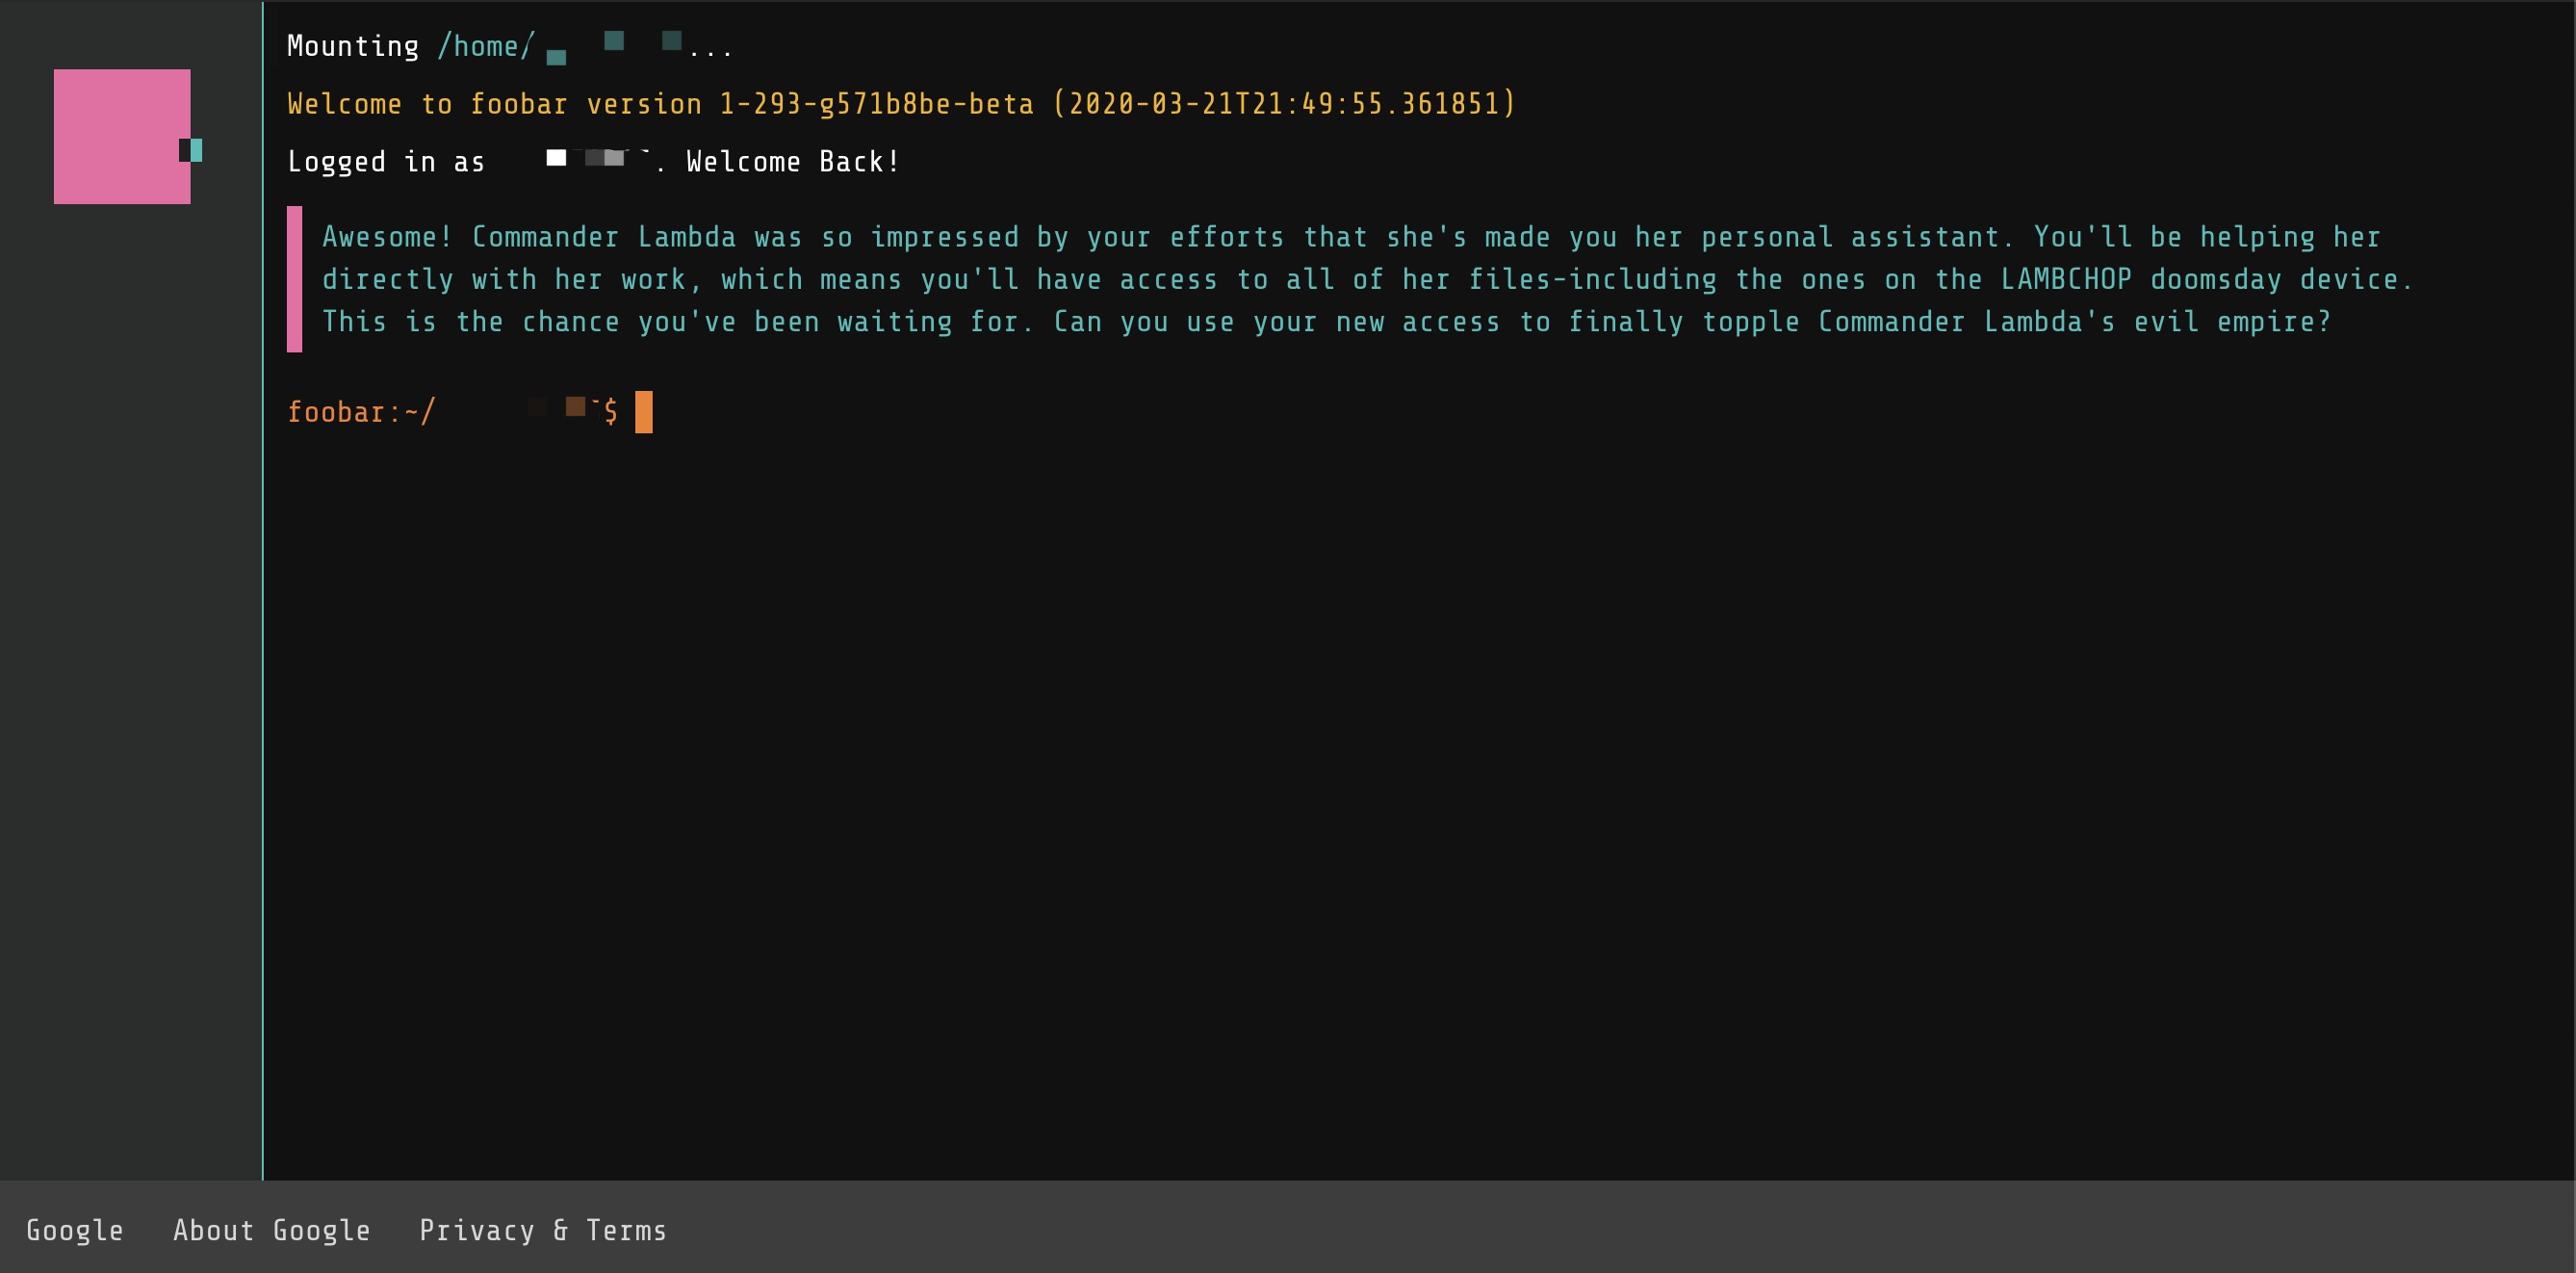 Mounting /home/ ...
Welcome to foobar version 1-293-g571b8be-beta (2020-03-21T21:49:55.361851)
Logged in as . Welcome Back!
Awesome! Commander Lambda was so impressed by your efforts that she's made you her personal assistant. You'll be helping her
directly with her work, which means you'll have access to all of her files-including the ones on the LAMBCHOP doomsday device.
This is the chance you've been waiting for. Can you use your new access to finally topple Commander Lambda's evil empire?
foobar:~/ $
Google About Google Privacy & Terms